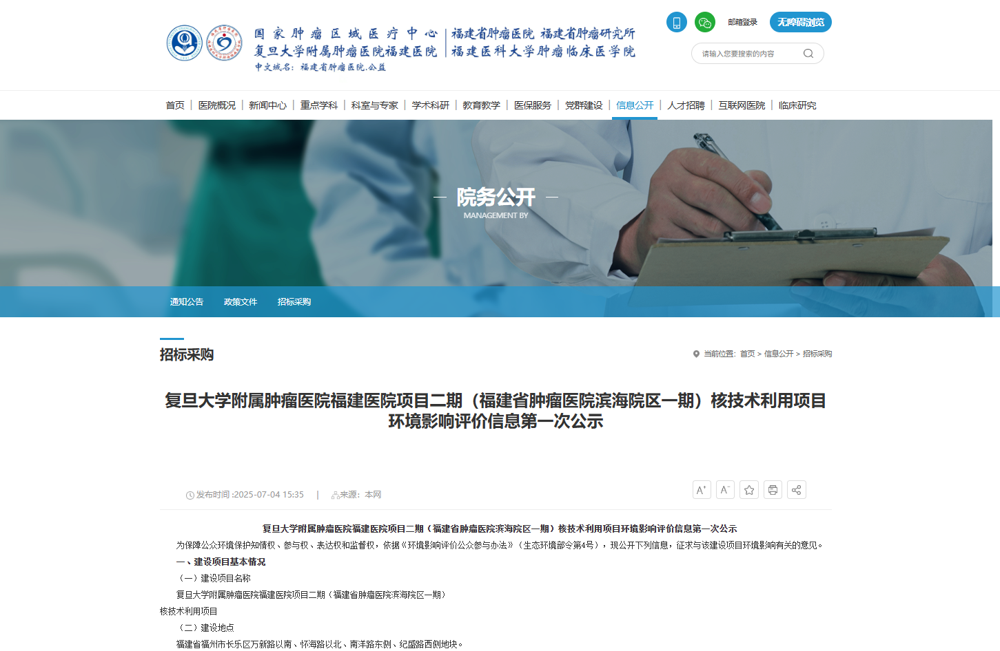 国家肿瘤区域医疗中心
复旦大学附属肿瘤医院福建医院
福建省肿瘤医院 福建省肿瘤研究所
福建医科大学肿瘤临床医学院
中文域名：福建省肿瘤医院.公益
邮箱登录
无障碍浏览
请输入您要搜索的内容
首页 | 医院概况 | 新闻中心 | 重点学科 | 科室与专家 | 学术科研 | 教育教学 | 医保服务 | 党群建设 | 信息公开 | 人才招聘 | 互联网医院 | 临床研究
院务公开
MANAGEMENT BY
通知公告 政策文件 招标采购
招标采购
当前位置：首页 > 信息公开 > 招标采购
复旦大学附属肿瘤医院福建医院项目二期（福建省肿瘤医院滨海院区一期）核技术利用项目
环境影响评价信息第一次公示
发布时间 :2025-07-04 15:35 | 来源：本网
A+ A-
复旦大学附属肿瘤医院福建医院项目二期（福建省肿瘤医院滨海院区一期）核技术利用项目环境影响评价信息第一次公示
为保障公众环境保护知情权、参与权、表达权和监督权，依据《环境影响评价公众参与办法》（生态环境部令第4号），现公开下列信息，征求与该建设项目环境影响有关的意见。
一、建设项目基本情况
（一）建设项目名称
复旦大学附属肿瘤医院福建医院项目二期（福建省肿瘤医院滨海院区一期）
核技术利用项目
（二）建设地点
福建省福州市长乐区万新路以南、怀海路以北、南洋路东侧、纪盛路西侧地块。